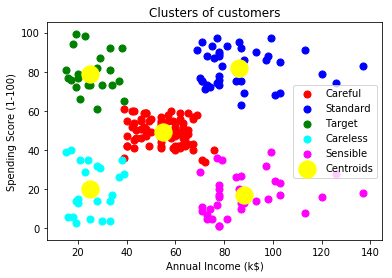 Clusters of customers
100
80
60
40
20
0
Spending Score (1-100)
Careful
Standard
Target
Careless
Sensible
Centroids
20 40 60 80 100 120 140
Annual Income (k$)